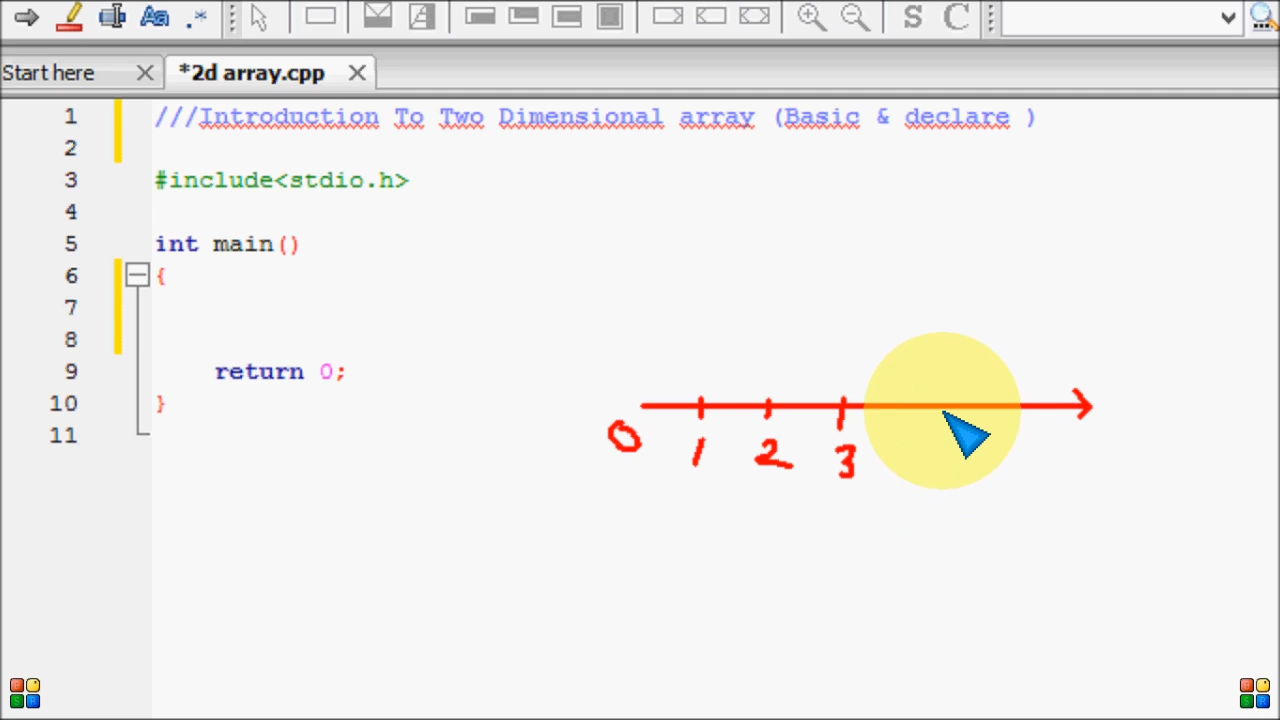 Aa .*
S C
Start here *2d array.cpp
1 ///Introduction To Two Dimensional array (Basic & declare )
2
3 #include<stdio.h>
4
5 int main()
6 {
7
8
9 return 0;
10 }
11
0 1 2 3